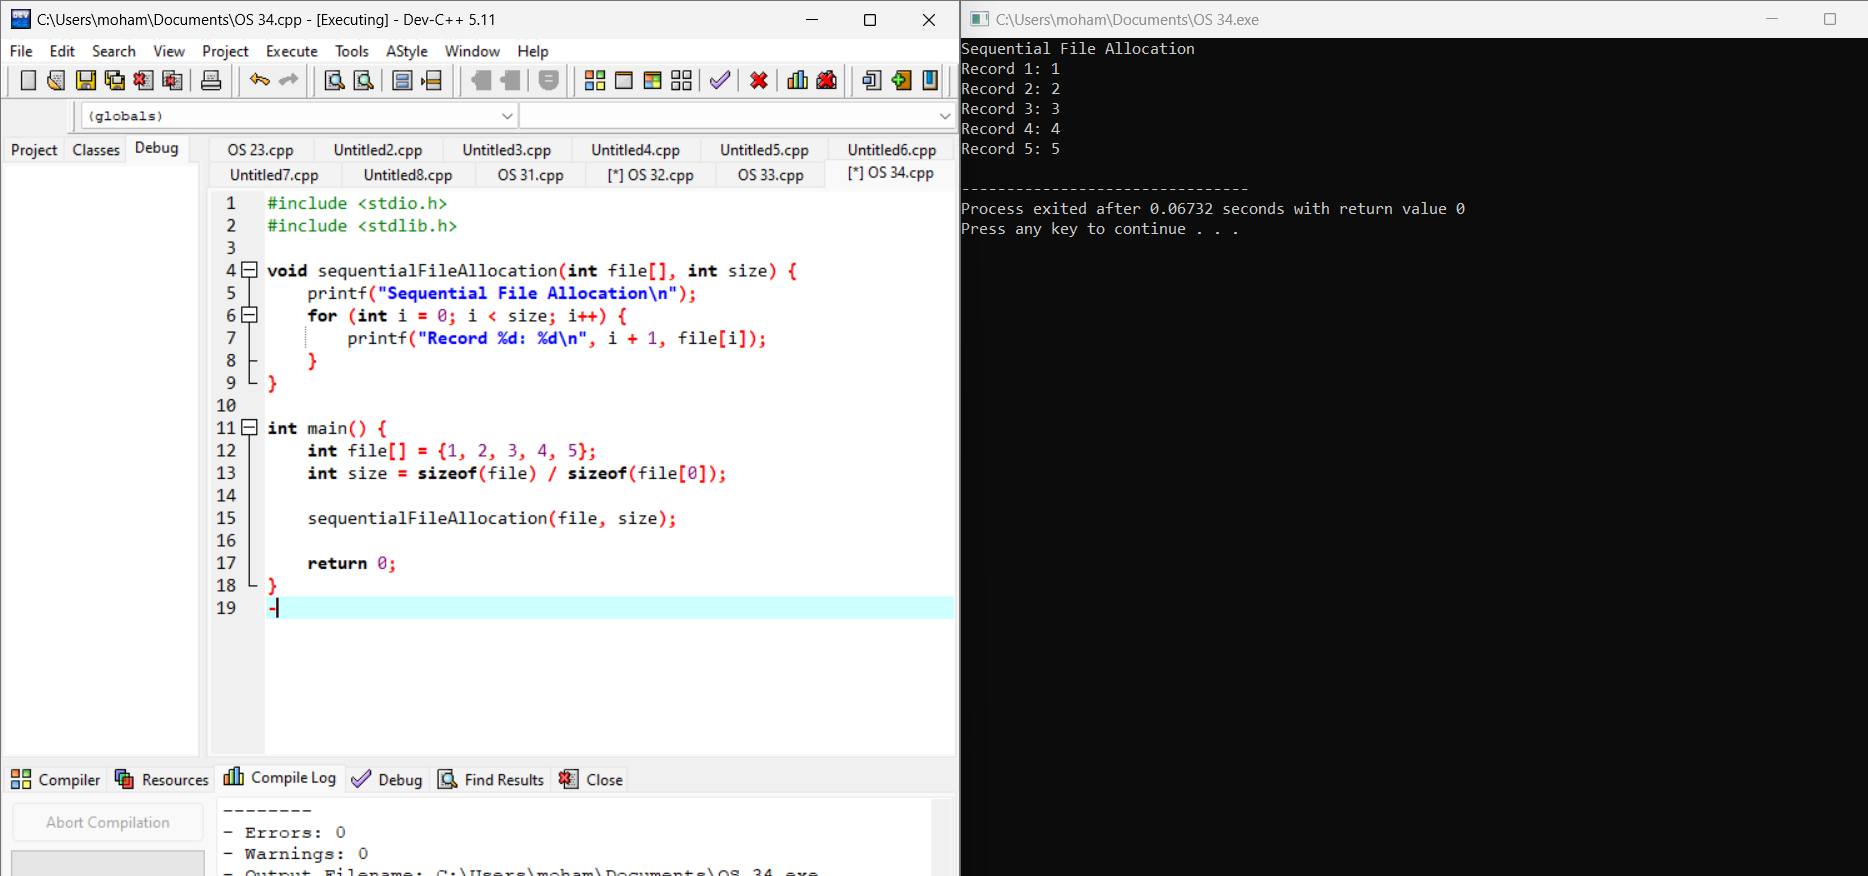 C:\Users\moham\Documents\OS 34.cpp - [Executing] - Dev-C++ 5.11
File Edit Search View Project Execute Tools AStyle Window Help
(globals)
Project Classes Debug
OS 23.cpp Untitled2.cpp Untitled3.cpp Untitled4.cpp Untitled5.cpp Untitled6.cpp
Untitled7.cpp Untitled8.cpp OS 31.cpp [*] OS 32.cpp OS 33.cpp [*] OS 34.cpp
1 #include <stdio.h>
2 #include <stdlib.h>
3
4 void sequentialFileAllocation(int file[], int size) {
5 printf("Sequential File Allocation\n");
6 for (int i = 0; i < size; i++) {
7 printf("Record %d: %d\n", i + 1, file[i]);
8 }
9 }
10
11 int main() {
12 int file[] = {1, 2, 3, 4, 5};
13 int size = sizeof(file) / sizeof(file[0]);
14
15 sequentialFileAllocation(file, size);
16
17 return 0;
18 }
19 -
Compiler Resources Compile Log Debug Find Results Close
Abort Compilation
--------
- Errors: 0
- Warnings: 0
- Output Filename: C:\Users\moham\Documents\OS 34.exe
C:\Users\moham\Documents\OS 34.exe
Sequential File Allocation
Record 1: 1
Record 2: 2
Record 3: 3
Record 4: 4
Record 5: 5
--------------------------------
Process exited after 0.06732 seconds with return value 0
Press any key to continue . . .